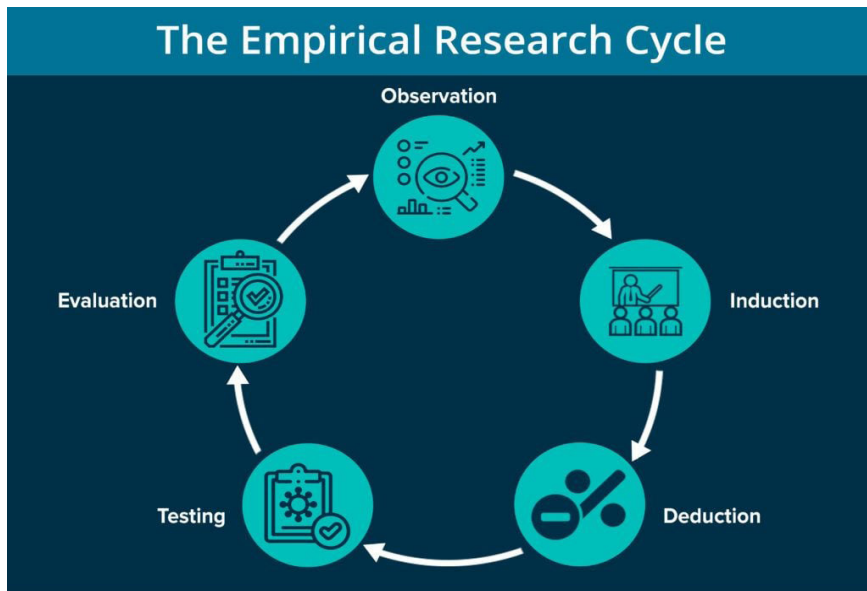 The Empirical Research Cycle
Observation
Induction
Deduction
Testing
Evaluation